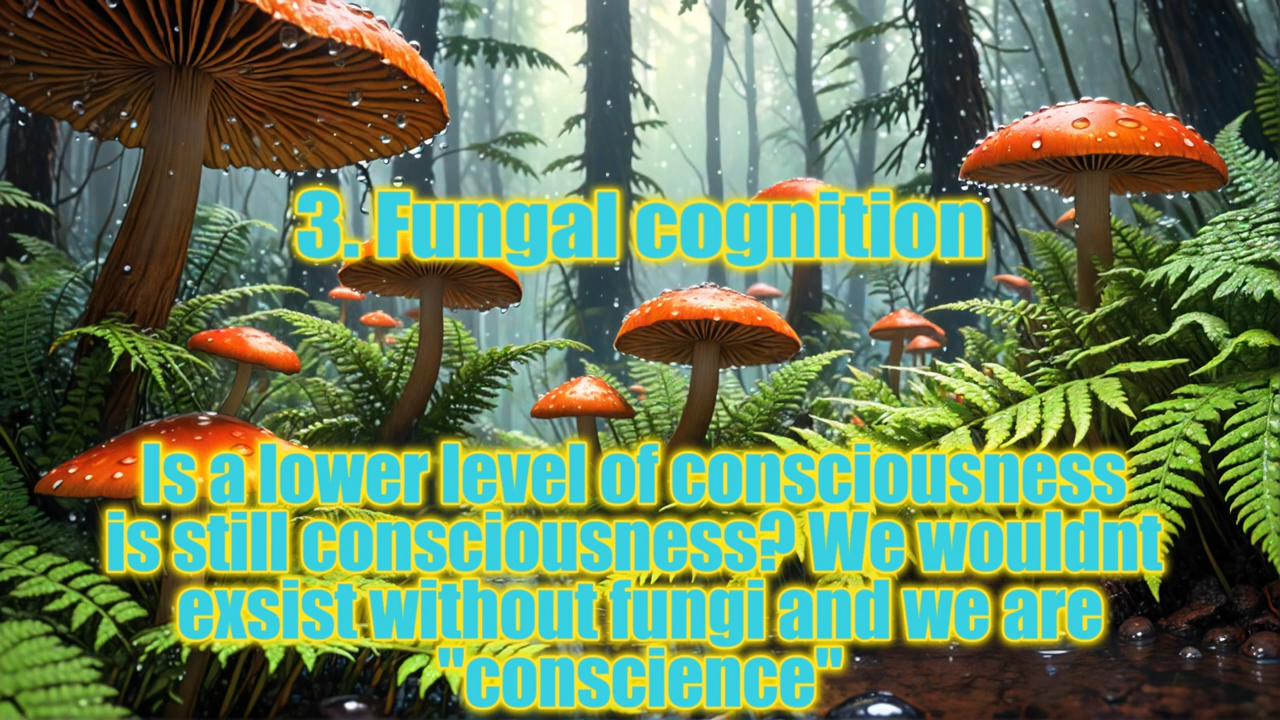 3. Fungal cognition
Is a lower level of consciousness
is still consciousness? We wouldnt
exsist without fungi and we are
"conscience"